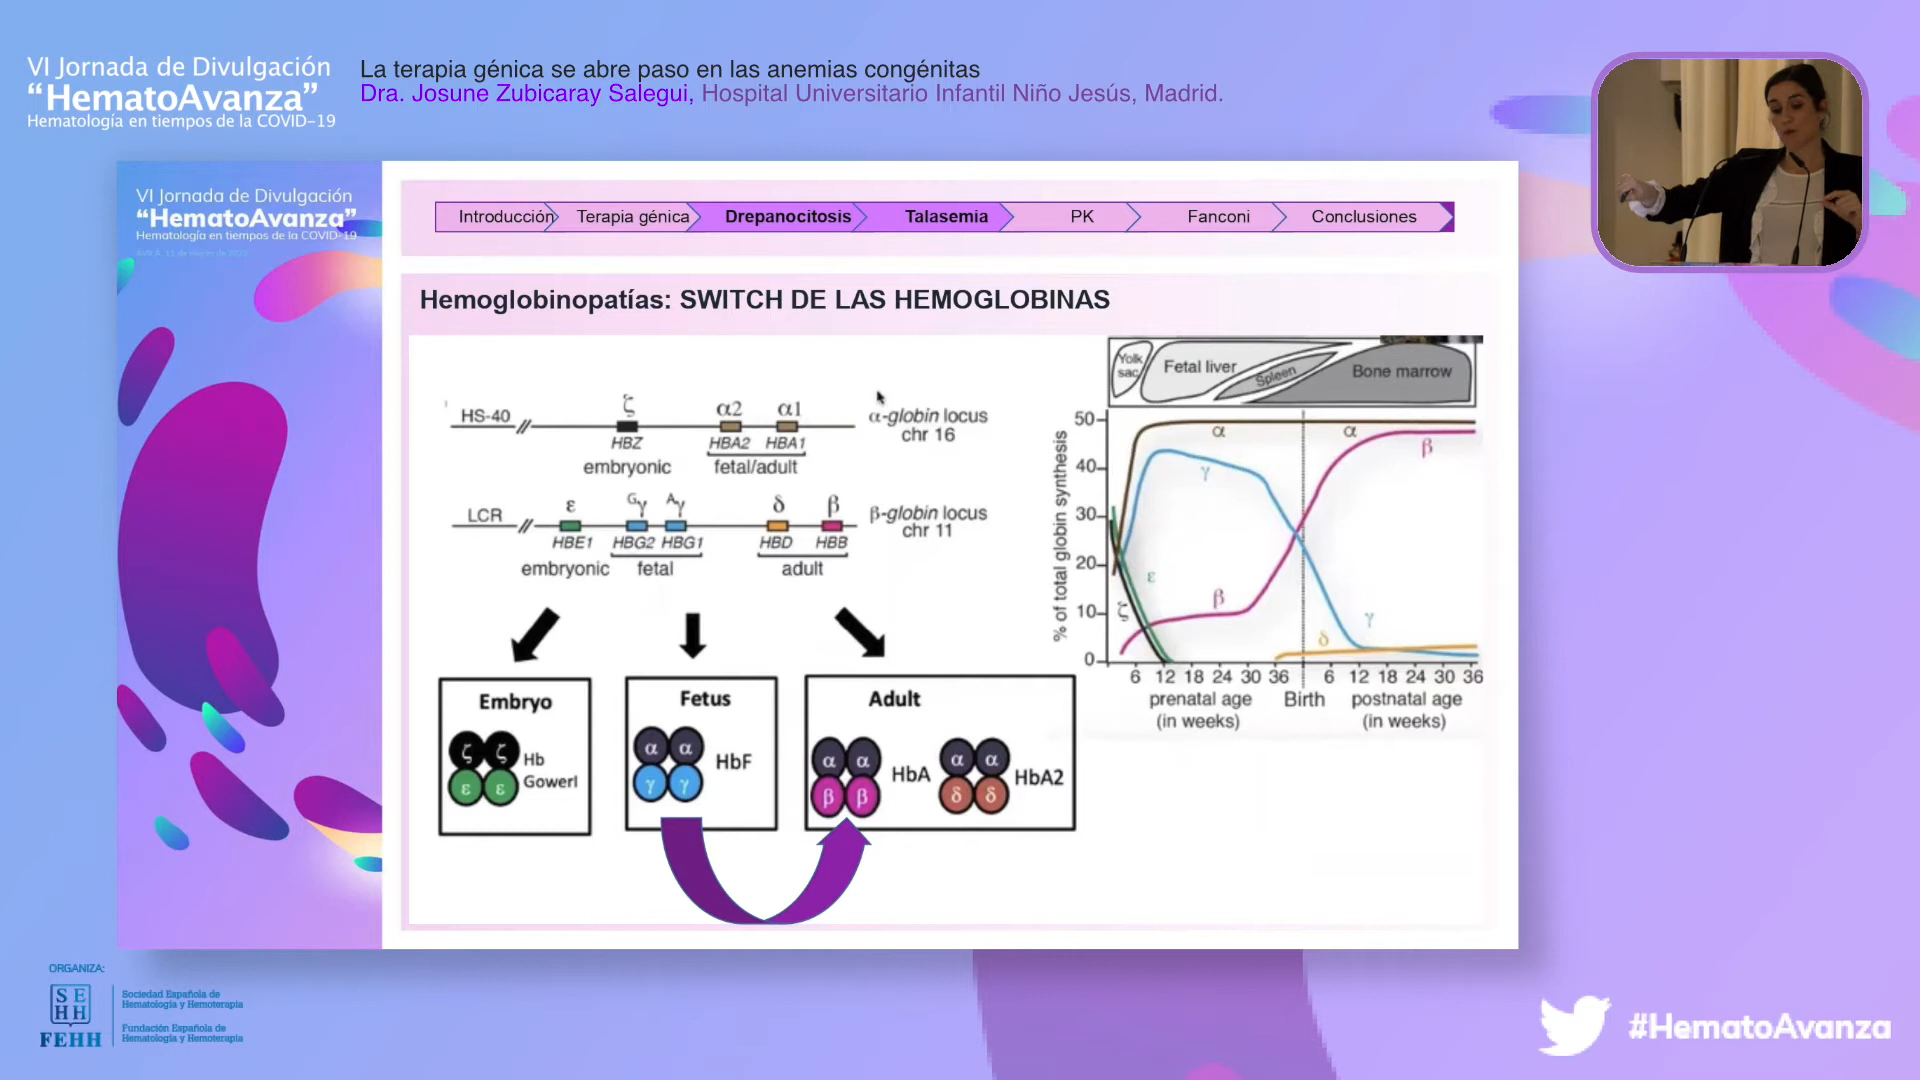 VI Jornada de Divulgación
“HematoAvanza”
Hematología en tiempos de la COVID-19
La terapia génica se abre paso en las anemias congénitas
Dra. Josune Zubicaray Salegui, Hospital Universitario Infantil Niño Jesús, Madrid.
VI Jornada de Divulgación
“HematoAvanza”
Hematología en tiempos de la COVID-19
Introducción
Terapia génica
Drepanocitosis
Talasemia
PK
Fanconi
Conclusiones
Hemoglobinopatías: SWITCH DE LAS HEMOGLOBINAS
HS-40
ζ
α2
α1
HBZ
HBA2
HBA1
embryonic
fetal/adult
α-globin locus
chr 16
LCR
ε
Gγ
Aγ
δ
β
HBE1
HBG2
HBG1
HBD
HBB
embryonic
fetal
adult
β-globin locus
chr 11
Embryo
ζ ζ
ε ε
Hb
GowerI
Fetus
α α
γ γ
HbF
Adult
α α
β β
HbA
α α
δ δ
HbA2
Yolk
sac
Fetal liver
Spleen
Bone marrow
% of total globin synthesis
50
40
30
20
10
0
α
α
β
γ
ε
ζ
β
δ
γ
6 12 18 24 30 36
6 12 18 24 30 36
prenatal age
(in weeks)
Birth
postnatal age
(in weeks)
ORGANIZA:
SE
HH
FEHH
Sociedad Española de
Hematología y Hemoterapia
Fundación Española de
Hematología y Hemoterapia
#HematoAvanza